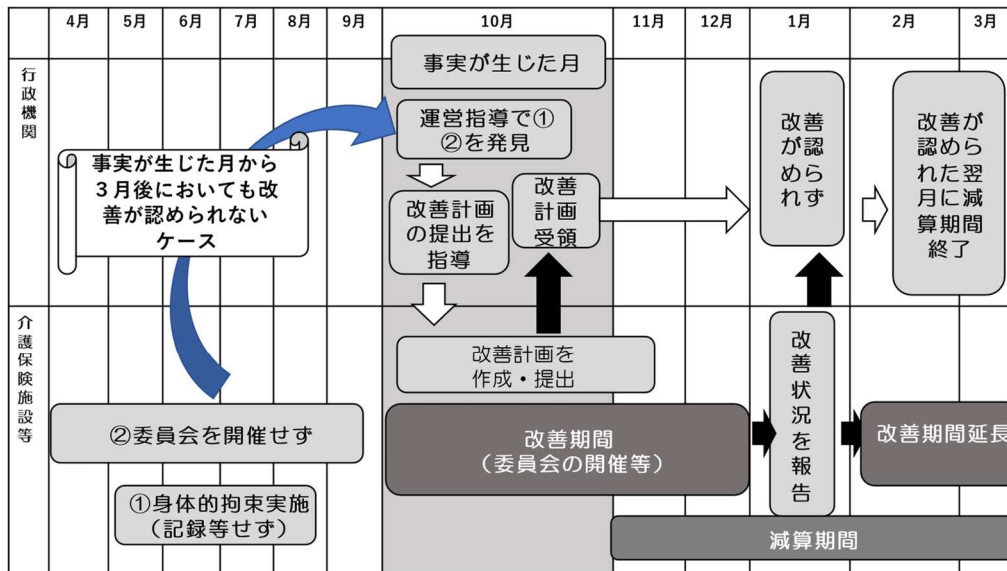 4月 5月 6月 7月 8月 9月 10月 11月 12月 1月 2月 3月
行政機関
事実が生じた月
運営指導で①
②を発見
事実が生じた月から
３月後においても改
善が認められない
ケース
改善計画
の提出を
指導
改善
計画
受領
改善
が認
めら
れず
改善が
認めら
れた翌
月に減
算期間
終了
介護保険施設等
改善計画を
作成・提出
②委員会を開催せず
改善期間
（委員会の開催等）
改善状況を報告
改善期間延長
①身体的拘束実施
（記録等せず）
減算期間